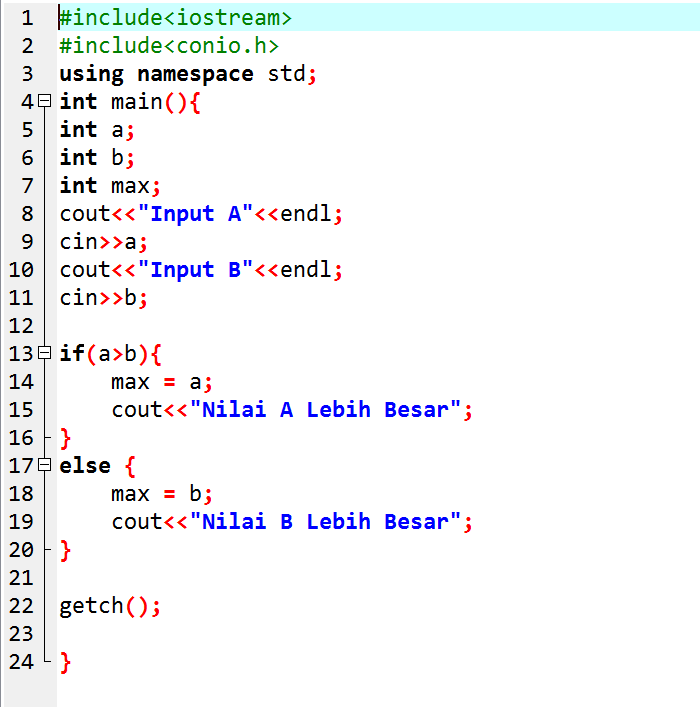 1 #include<iostream>
2 #include<conio.h>
3 using namespace std;
4 int main(){
5 int a;
6 int b;
7 int max;
8 cout<<"Input A"<<endl;
9 cin>>a;
10 cout<<"Input B"<<endl;
11 cin>>b;
12
13 if(a>b){
14     max = a;
15     cout<<"Nilai A Lebih Besar";
16 }
17 else {
18     max = b;
19     cout<<"Nilai B Lebih Besar";
20 }
21
22 getch();
23
24 }